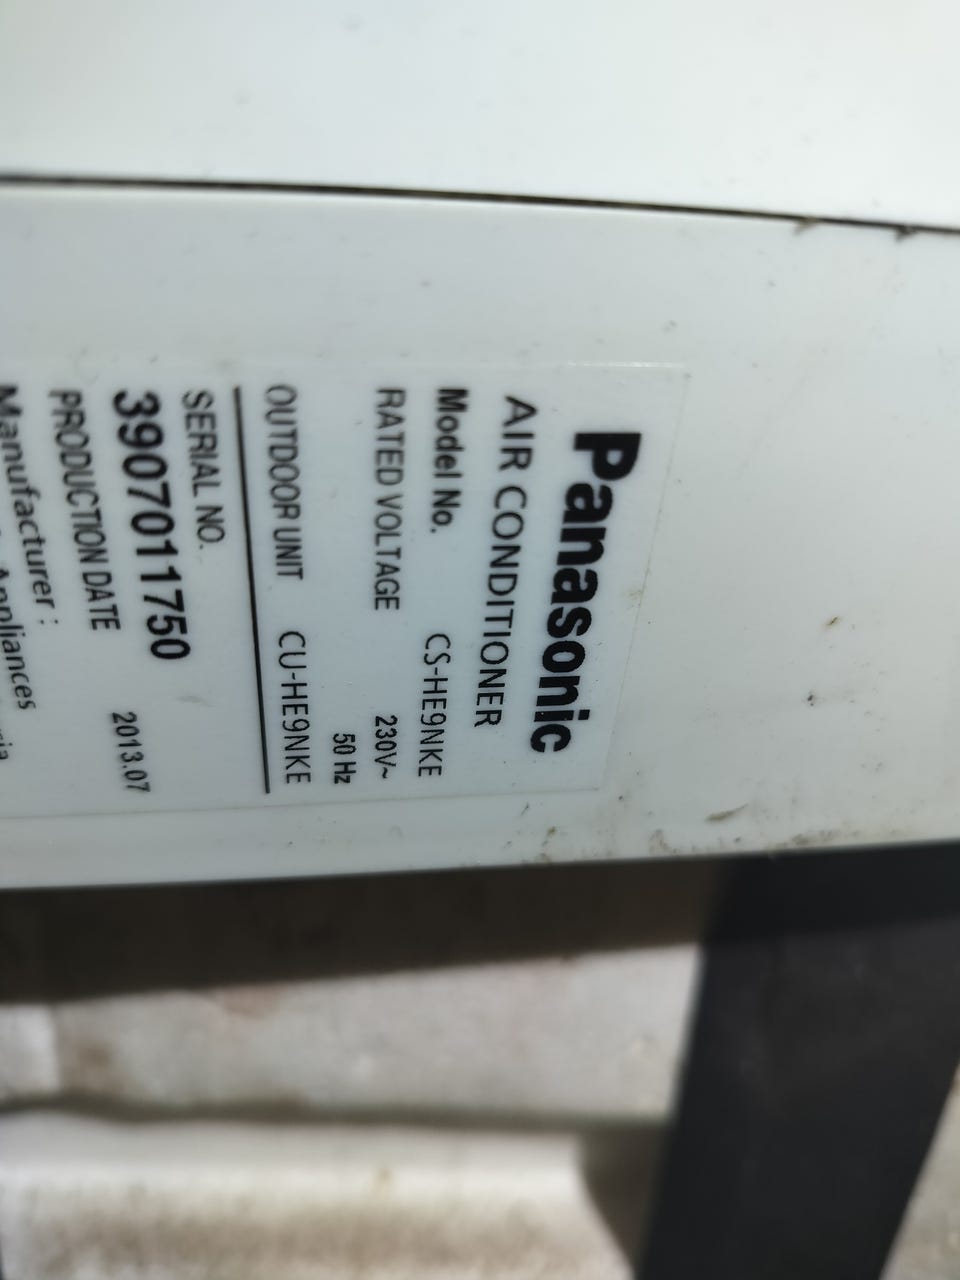 Panasonic
AIR CONDITIONER
Model No. CS-HE9NKE
RATED VOLTAGE 230V~
50 Hz
OUTDOOR UNIT CU-HE9NKE
SERIAL NO.
3907011750
PRODUCTION DATE 2013.07
Manufacturer :
Appliances